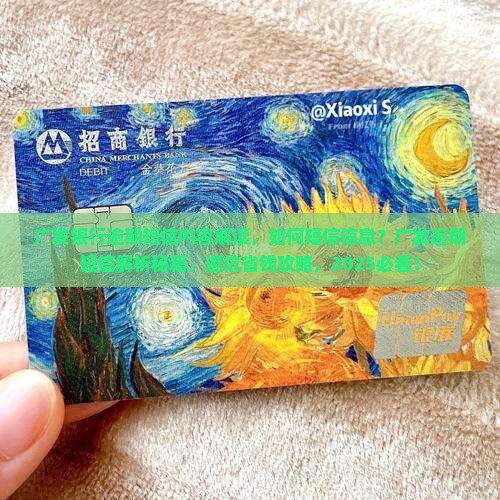 @Xiaoxi S.
招商银行
CHINA MERCHANTS BANK
DEBIT
广发银行逾期短信内容解读，如何短信信息？广发逾期
短信解析秘籍，避坑省钱攻略，2025必看！
UnionPay
银联